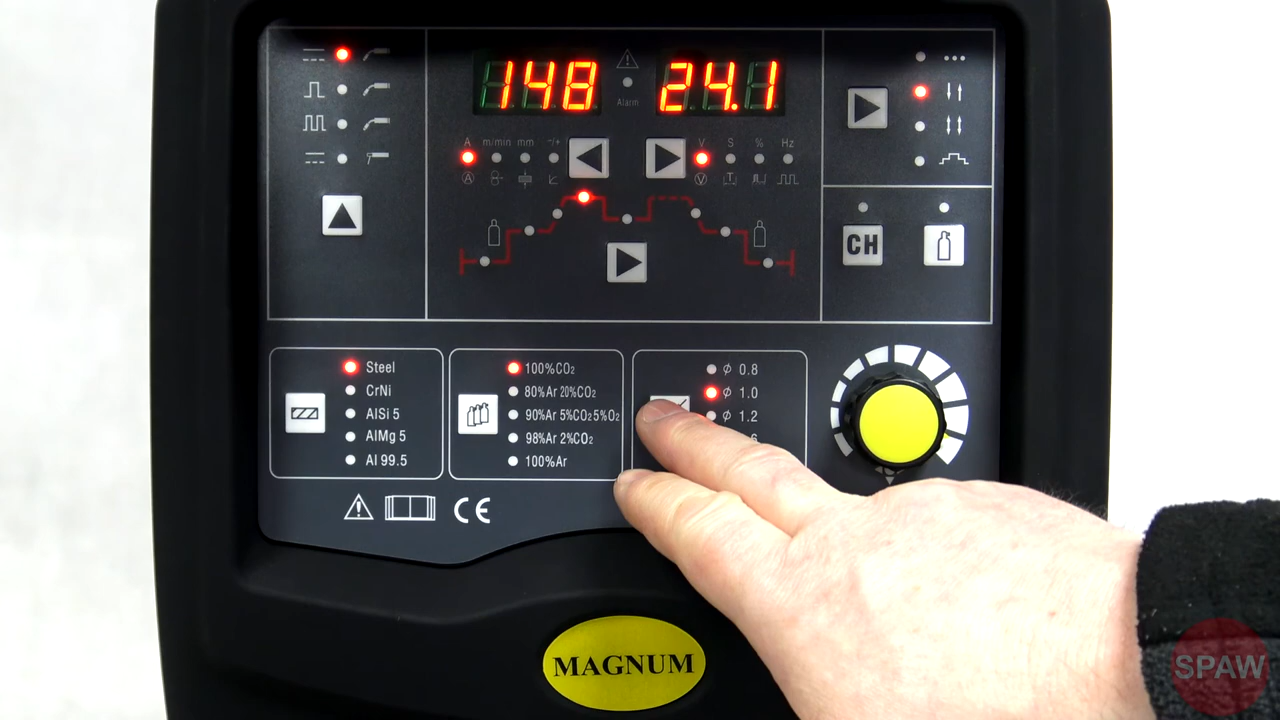 148
24.1
Alarm
A m/min mm -/+
V S % Hz
A
V
T
CH
Steel
CrNi
AlSi 5
AlMg 5
Al 99.5
100%CO₂
80%Ar 20%CO₂
90%Ar 5%CO₂5%O₂
98%Ar 2%CO₂
100%Ar
ϕ 0.8
ϕ 1.0
ϕ 1.2
CE
MAGNUM
SPAW